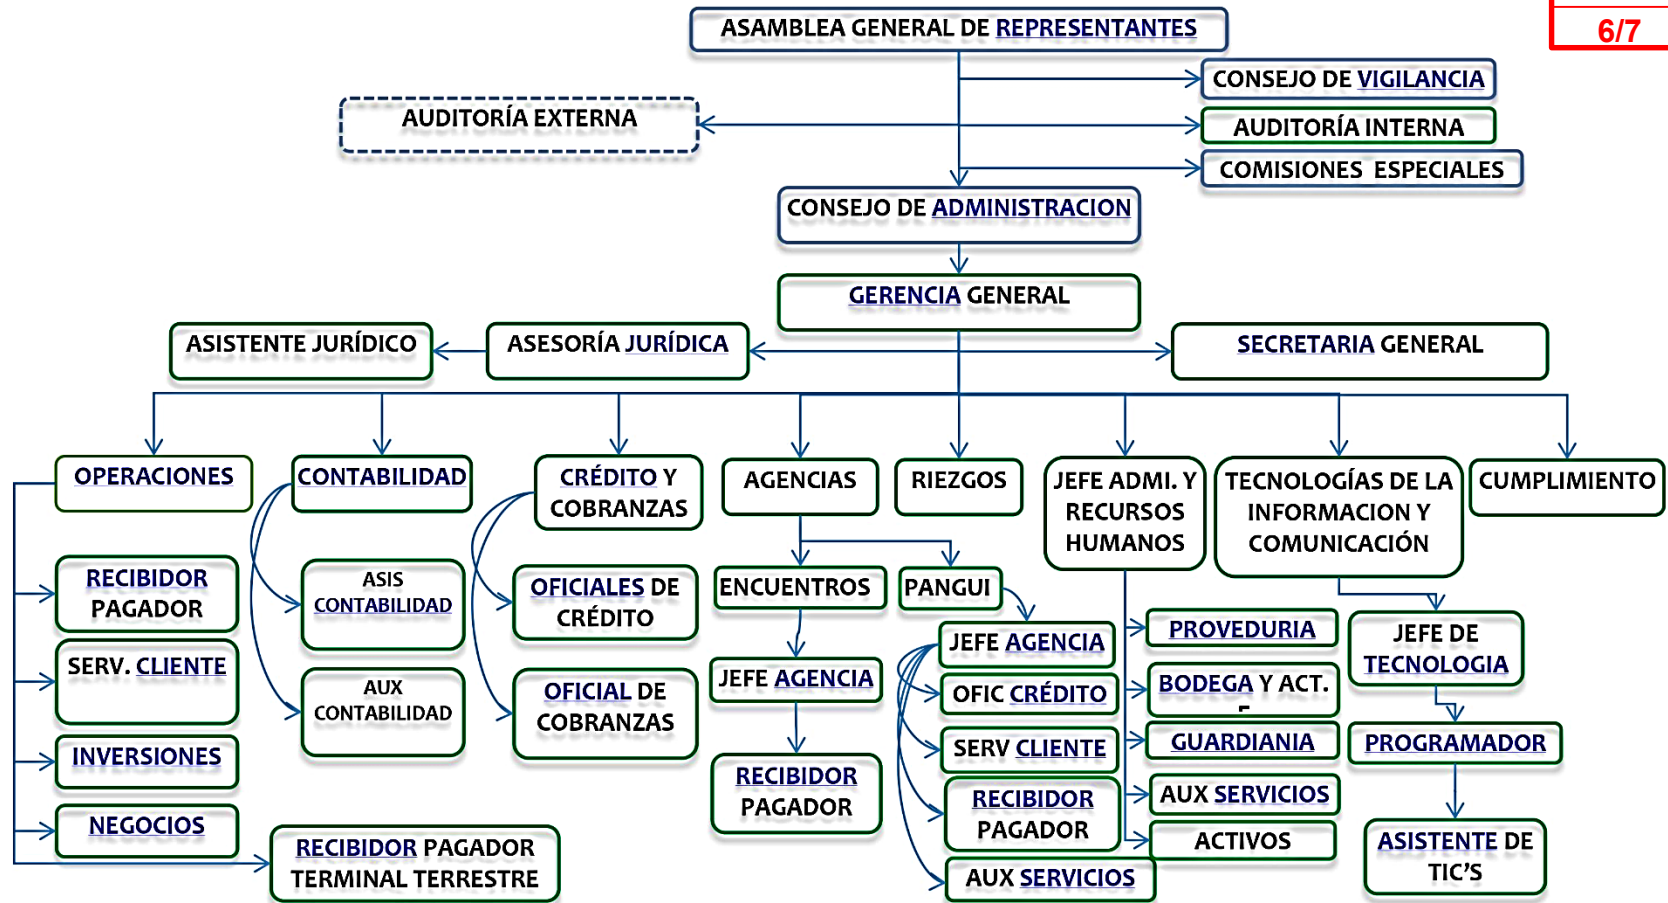 6/7
ASAMBLEA GENERAL DE REPRESENTANTES
CONSEJO DE VIGILANCIA
AUDITORÍA EXTERNA
AUDITORÍA INTERNA
COMISIONES ESPECIALES
CONSEJO DE ADMINISTRACION
GERENCIA GENERAL
ASISTENTE JURÍDICO
ASESORÍA JURÍDICA
SECRETARIA GENERAL
OPERACIONES
CONTABILIDAD
CRÉDITO Y
COBRANZAS
AGENCIAS
RIEZGOS
JEFE ADMI. Y
RECURSOS
HUMANOS
TECNOLOGÍAS DE LA
INFORMACION Y
COMUNICACIÓN
CUMPLIMIENTO
RECIBIDOR
PAGADOR
SERV. CLIENTE
INVERSIONES
NEGOCIOS
RECIBIDOR PAGADOR
TERMINAL TERRESTRE
ASIS
CONTABILIDAD
AUX
CONTABILIDAD
OFICIALES DE
CRÉDITO
OFICIAL DE
COBRANZAS
ENCUENTROS
JEFE AGENCIA
RECIBIDOR
PAGADOR
PANGUI
JEFE AGENCIA
OFIC CRÉDITO
SERV CLIENTE
RECIBIDOR
PAGADOR
AUX SERVICIOS
PROVEDURIA
BODEGA Y ACT.
GUARDIANIA
AUX SERVICIOS
ACTIVOS
JEFE DE
TECNOLOGIA
PROGRAMADOR
ASISTENTE DE
TIC'S